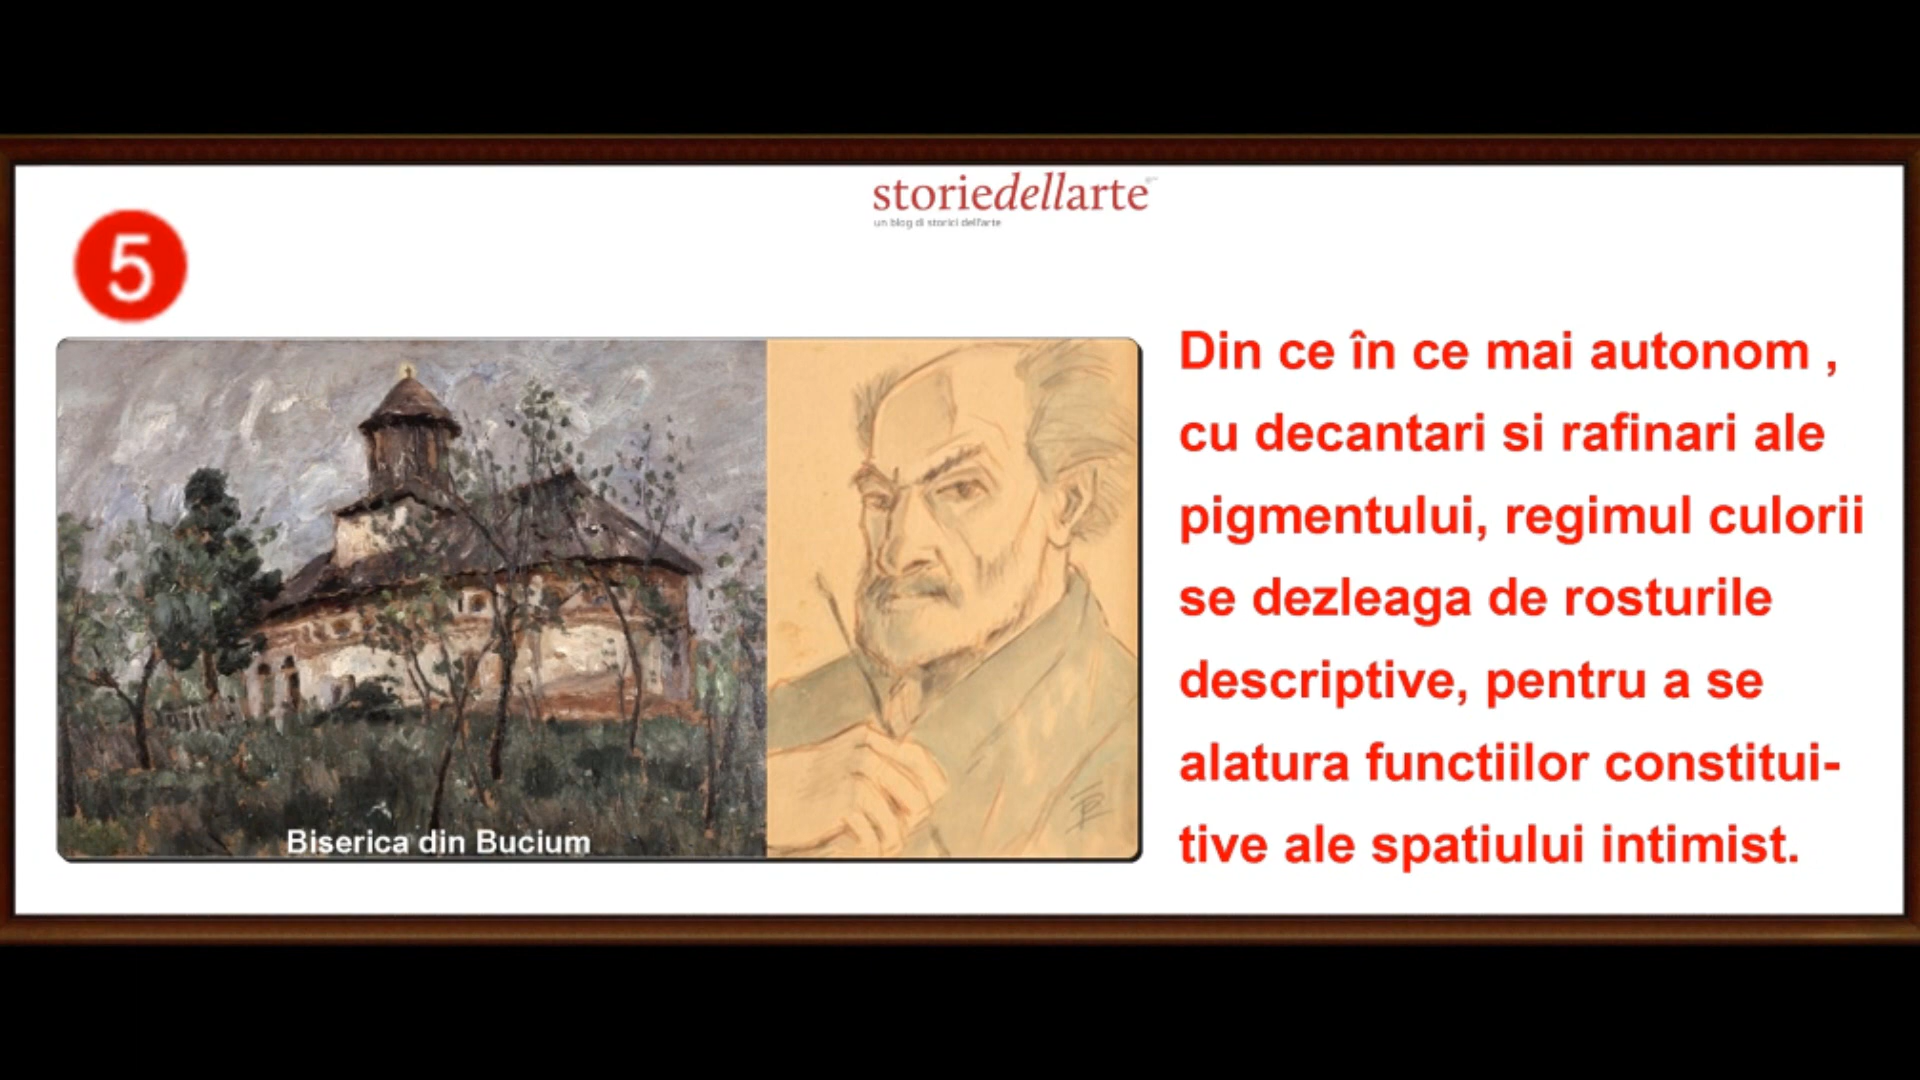 storiedellarte
un blog di storici dell'arte
5
Din ce în ce mai autonom ,
cu decantari si rafinari ale
pigmentului, regimul culorii
se dezleaga de rosturile
descriptive, pentru a se
alatura functiilor constitui-
tive ale spatiului intimist.
Biserica din Bucium